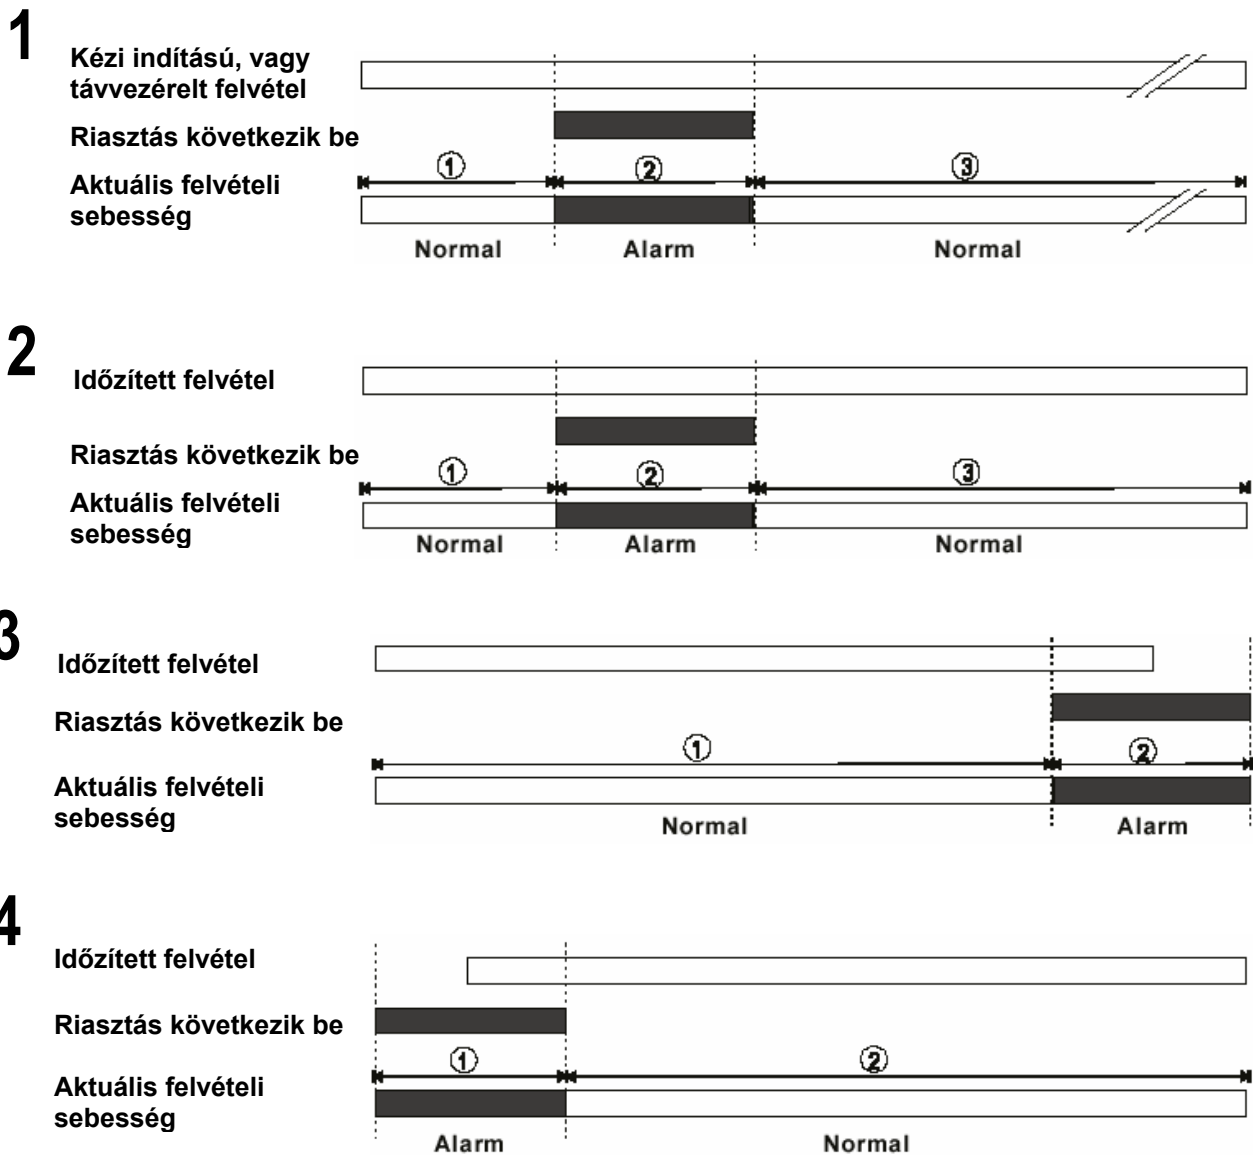 1
Kézi indítású, vagy
távvezérelt felvétel
Riasztás következik be
① ② ③
Aktuális felvételi
sebesség
Normal Alarm Normal
2
Időzített felvétel
Riasztás következik be
① ② ③
Aktuális felvételi
sebesség
Normal Alarm Normal
3
Időzített felvétel
Riasztás következik be
① ②
Aktuális felvételi
sebesség
Normal Alarm
4
Időzített felvétel
Riasztás következik be
① ②
Aktuális felvételi
sebesség
Alarm Normal